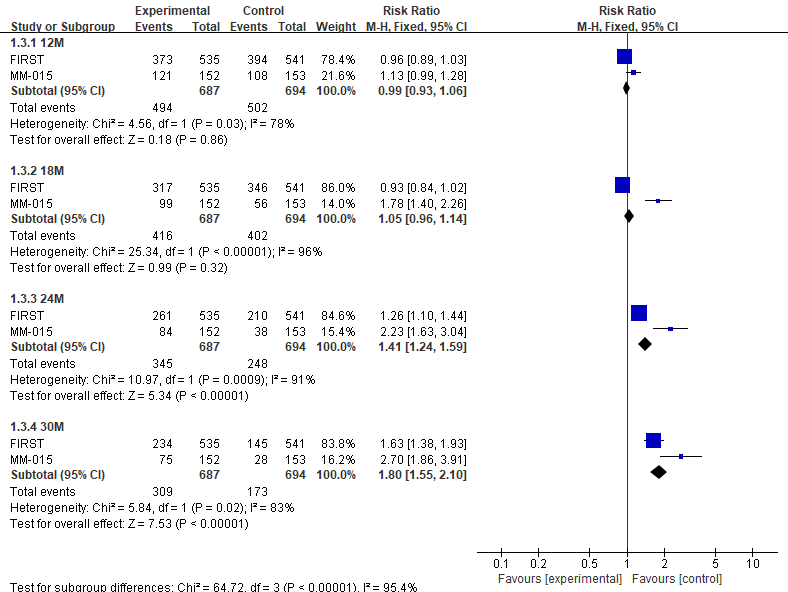 Experimental Control Risk Ratio Risk Ratio
Study or Subgroup Events Total Events Total Weight M-H, Fixed, 95% CI M-H, Fixed, 95% CI
1.3.1 12M
FIRST 373 535 394 541 78.4% 0.96 [0.89, 1.03]
MM-015 121 152 108 153 21.6% 1.13 [0.99, 1.28]
Subtotal (95% CI) 687 694 100.0% 0.99 [0.93, 1.06]
Total events 494 502
Heterogeneity: Chi² = 4.56, df = 1 (P = 0.03); I² = 78%
Test for overall effect: Z = 0.18 (P = 0.86)
1.3.2 18M
FIRST 317 535 346 541 86.0% 0.93 [0.84, 1.02]
MM-015 99 152 56 153 14.0% 1.78 [1.40, 2.26]
Subtotal (95% CI) 687 694 100.0% 1.05 [0.96, 1.14]
Total events 416 402
Heterogeneity: Chi² = 25.34, df = 1 (P < 0.00001); I² = 96%
Test for overall effect: Z = 0.99 (P = 0.32)
1.3.3 24M
FIRST 261 535 210 541 84.6% 1.26 [1.10, 1.44]
MM-015 84 152 38 153 15.4% 2.23 [1.63, 3.04]
Subtotal (95% CI) 687 694 100.0% 1.41 [1.24, 1.59]
Total events 345 248
Heterogeneity: Chi² = 10.97, df = 1 (P = 0.0009); I² = 91%
Test for overall effect: Z = 5.34 (P < 0.00001)
1.3.4 30M
FIRST 234 535 145 541 83.8% 1.63 [1.38, 1.93]
MM-015 75 152 28 153 16.2% 2.70 [1.86, 3.91]
Subtotal (95% CI) 687 694 100.0% 1.80 [1.55, 2.10]
Total events 309 173
Heterogeneity: Chi² = 5.84, df = 1 (P = 0.02); I² = 83%
Test for overall effect: Z = 7.53 (P < 0.00001)
0.1 0.2 0.5 1 2 5 10
Favours [experimental] Favours [control]
Test for subgroup differences: Chi² = 64.72, df = 3 (P < 0.00001), I² = 95.4%